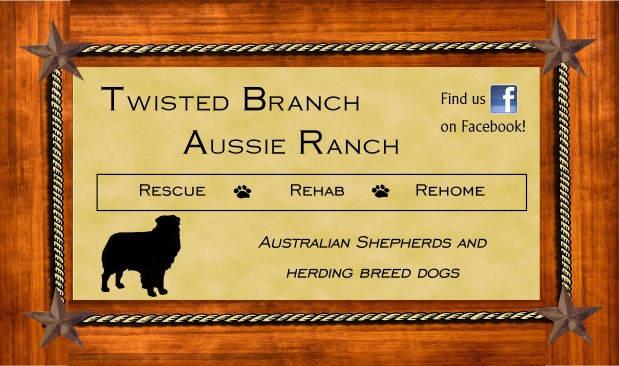 Twisted Branch
Aussie Ranch
Find us f
on Facebook!
Rescue Rehab Rehome
Australian Shepherds and
herding breed dogs